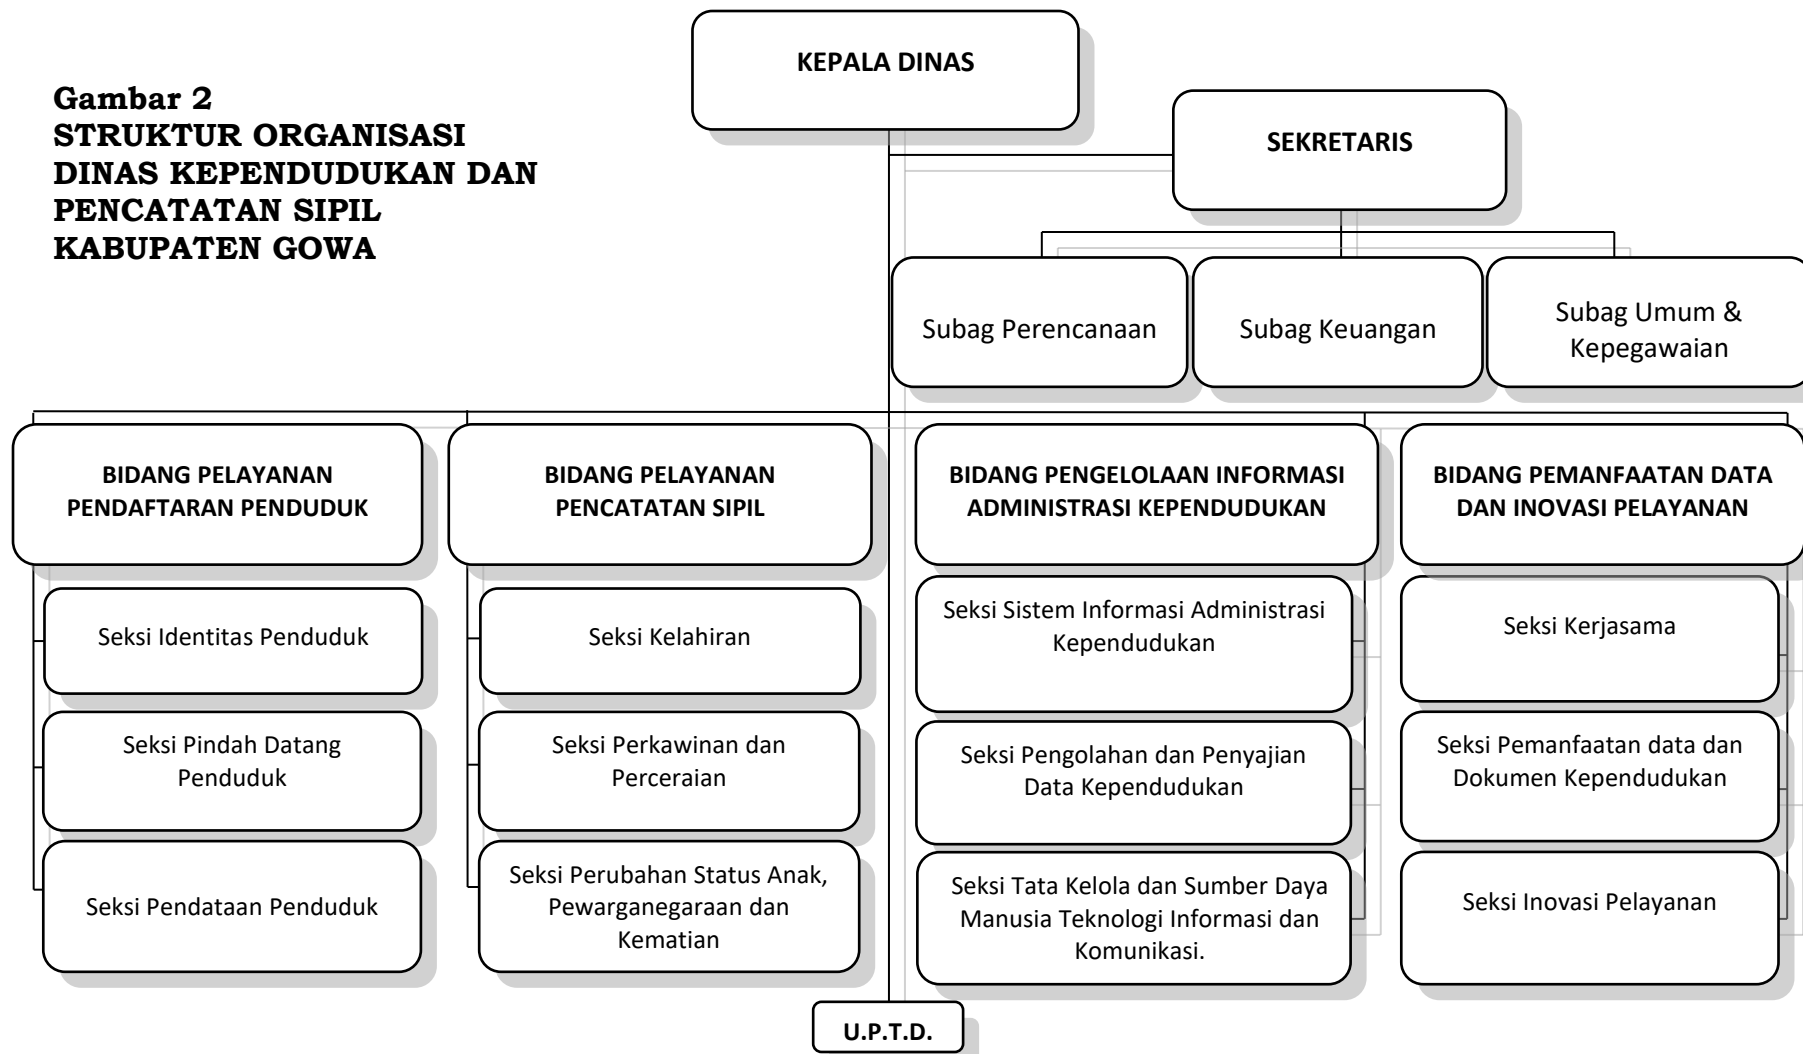 Gambar 2
STRUKTUR ORGANISASI
DINAS KEPENDUDUKAN DAN
PENCATATAN SIPIL
KABUPATEN GOWA
KEPALA DINAS
SEKRETARIS
Subag Perencanaan
Subag Keuangan
Subag Umum &
Kepegawaian
BIDANG PELAYANAN
PENDAFTARAN PENDUDUK
Seksi Identitas Penduduk
Seksi Pindah Datang
Penduduk
Seksi Pendataan Penduduk
BIDANG PELAYANAN
PENCATATAN SIPIL
Seksi Kelahiran
Seksi Perkawinan dan
Perceraian
Seksi Perubahan Status Anak,
Pewarganegaraan dan
Kematian
BIDANG PENGELOLAAN INFORMASI
ADMINISTRASI KEPENDUDUKAN
Seksi Sistem Informasi Administrasi
Kependudukan
Seksi Pengolahan dan Penyajian
Data Kependudukan
Seksi Tata Kelola dan Sumber Daya
Manusia Teknologi Informasi dan
Komunikasi.
BIDANG PEMANFAATAN DATA
DAN INOVASI PELAYANAN
Seksi Kerjasama
Seksi Pemanfaatan data dan
Dokumen Kependudukan
Seksi Inovasi Pelayanan
U.P.T.D.